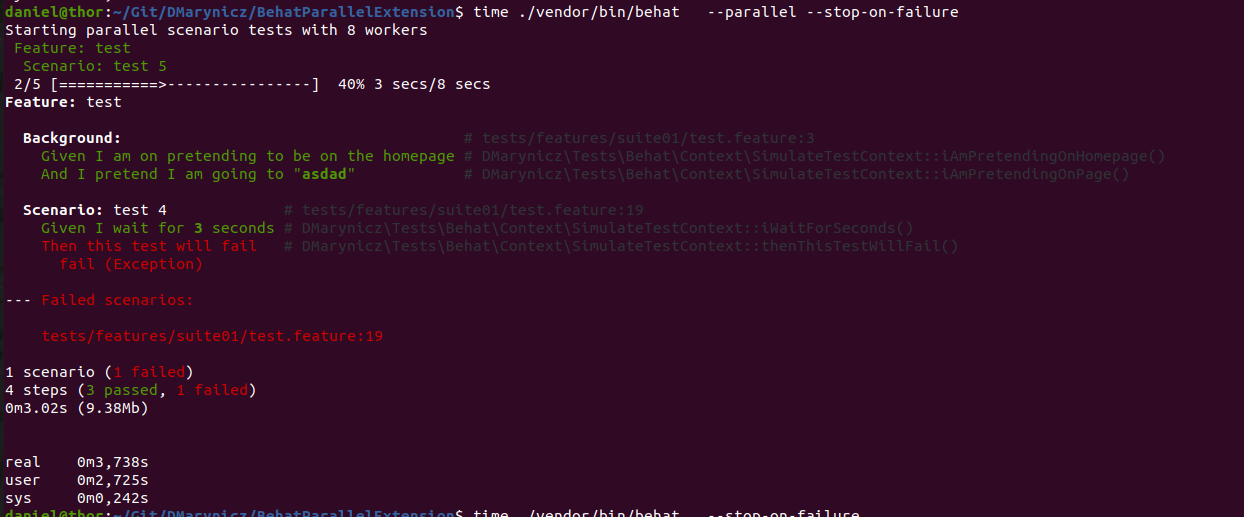 daniel@thor:~/Git/DMarynicz/BehatParallelExtension$ time ./vendor/bin/behat   --parallel --stop-on-failure
Starting parallel scenario tests with 8 workers
 Feature: test
  Scenario: test 5
 2/5 [===========>----------------]  40% 3 secs/8 secs
Feature: test

  Background:                                      # tests/features/suite01/test.feature:3
    Given I am on pretending to be on the homepage # DMarynicz\Tests\Behat\Context\SimulateTestContext::iAmPretendingOnHomepage()
    And I pretend I am going to "asdad"            # DMarynicz\Tests\Behat\Context\SimulateTestContext::iAmPretendingOnPage()

  Scenario: test 4             # tests/features/suite01/test.feature:19
    Given I wait for 3 seconds # DMarynicz\Tests\Behat\Context\SimulateTestContext::iWaitForSeconds()
    Then this test will fail   # DMarynicz\Tests\Behat\Context\SimulateTestContext::thenThisTestWillFail()
      fail (Exception)

--- Failed scenarios:

    tests/features/suite01/test.feature:19

1 scenario (1 failed)
4 steps (3 passed, 1 failed)
0m3.02s (9.38Mb)

real    0m3,738s
user    0m2,725s
sys     0m0,242s
daniel@thor:~/Git/DMarynicz/BehatParallelExtension$ time ./vendor/bin/behat   --stop-on-failure